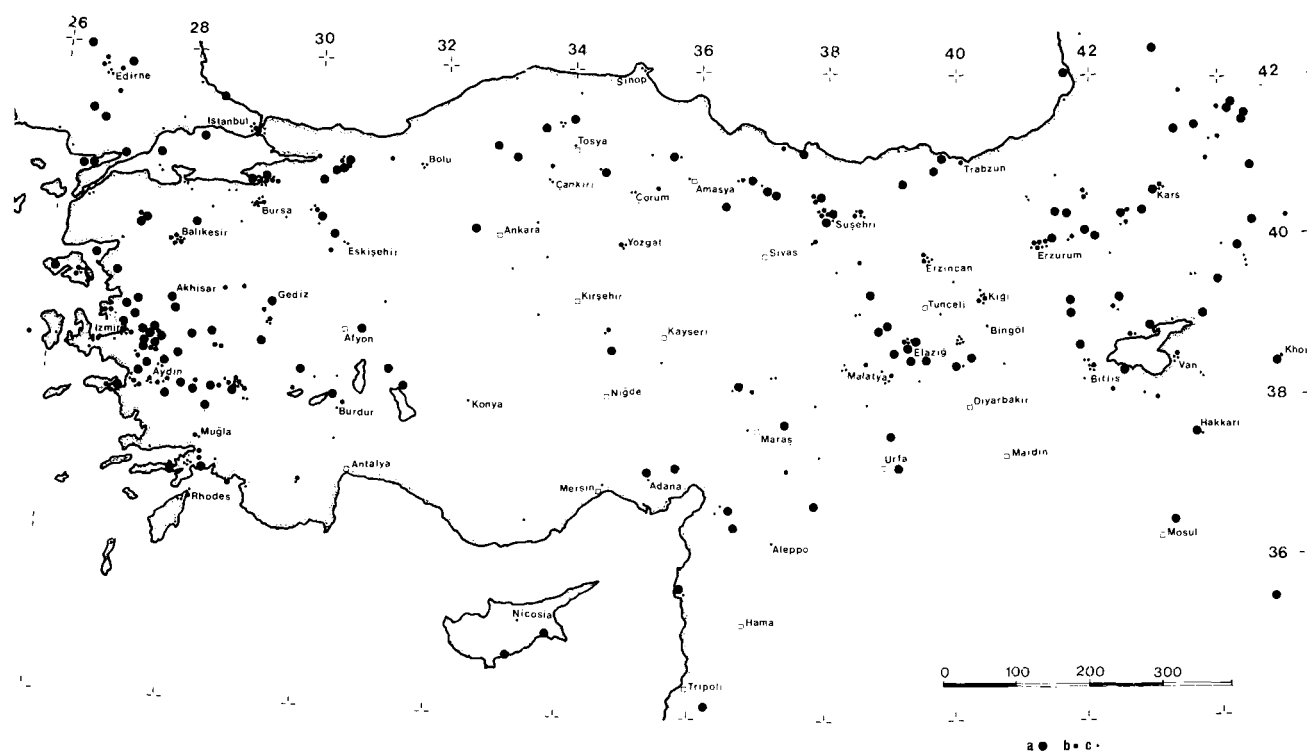 26
28
30
32
34
36
38
40
42
42
Edirne
Sinop
Istanbul
Tosya
Bolu
Trabzun
Çankırı
Amasya
Kars
Çorum
Bursa
Balıkesir
Suşehri
40
Ankara
Yozgat
Erzurum
Eskişehir
Sivas
Erzincan
Akhisar
Gediz
Kırşehir
Kığı
Tunceli
Izmir
Afyon
Kayseri
Bingöl
Elazığ
Khor
Van
Aydın
Malatya
Bitlis
38
Niğde
Burdur
Konya
Diyarbakır
Muğla
Maraş
Hakkarı
Mardin
Antalya
Urfa
Rhodes
Mersin
Adana
Mosul
Aleppo
36
Nicosia
Hama
0 100 200 300
Tripoli
a b c